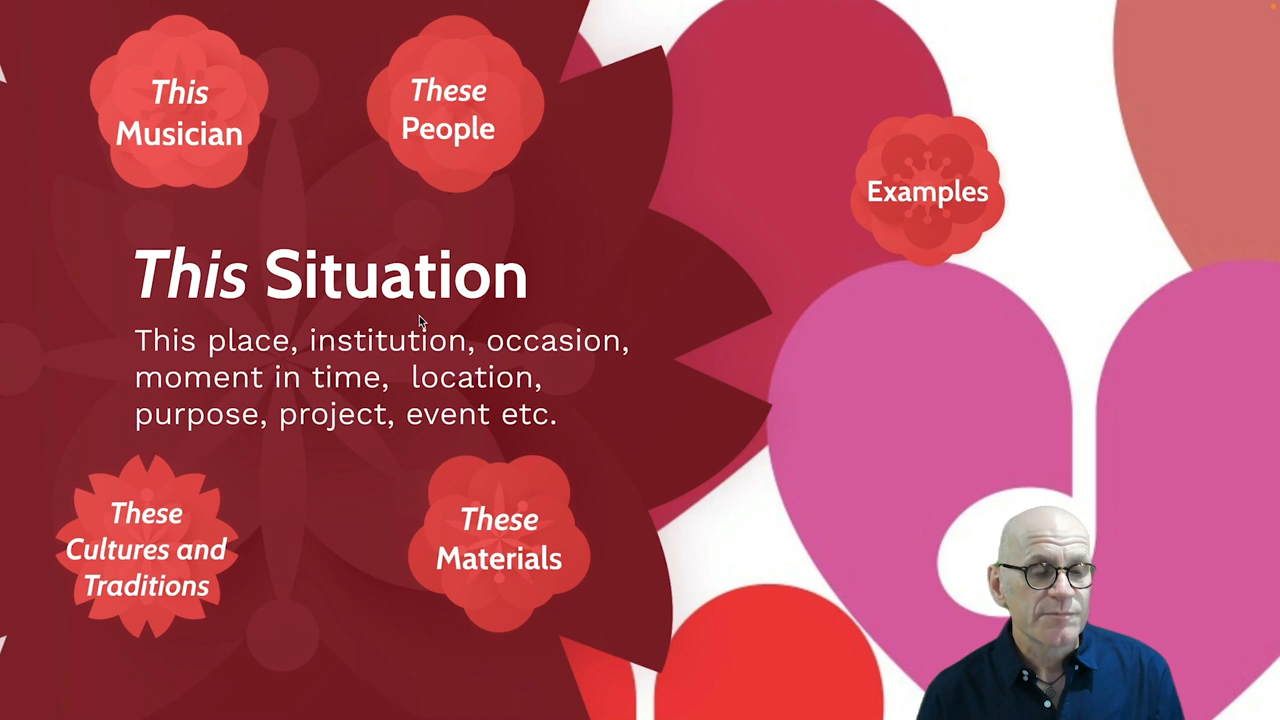 This
Musician
These
People
Examples
This Situation
This place, institution, occasion,
moment in time,  location,
purpose, project, event etc.
These
Cultures and
Traditions
These
Materials